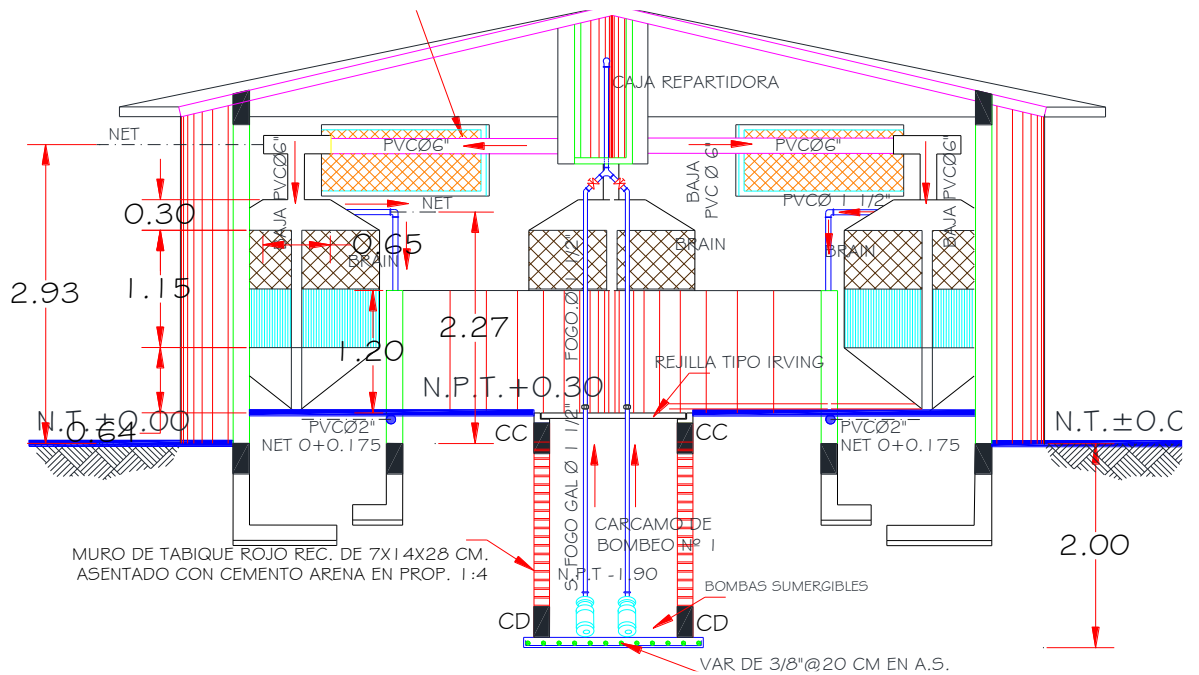 CAJA REPARTIDORA
NET
PVCØ6"
PVCØ6"
BAJA PVCØ6"
BAJA
PVC Ø 6"
BAJA PVCØ6"
PVCØ 1 1/2"
NET
0.30
0.65
BRAIN
BRAIN
BRAIN
2.93
1.15
2.27
1.20
FOGO.Ø 1 1/2"
REJILLA TIPO IRVING
N.P.T.+0.30
N.T.±0.00
0.64
N.T.±0.0
PVCØ2"
NET 0+0.175
PVCØ2"
NET 0+0.175
CC
CC
S.FOGO GAL Ø 1 1/2"
CARCAMO DE
BOMBEO Nº 1
2.00
MURO DE TABIQUE ROJO REC. DE 7X14X28 CM.
ASENTADO CON CEMENTO ARENA EN PROP. 1:4
N.P.T -1.90
BOMBAS SUMERGIBLES
CD
CD
VAR DE 3/8"@20 CM EN A.S.